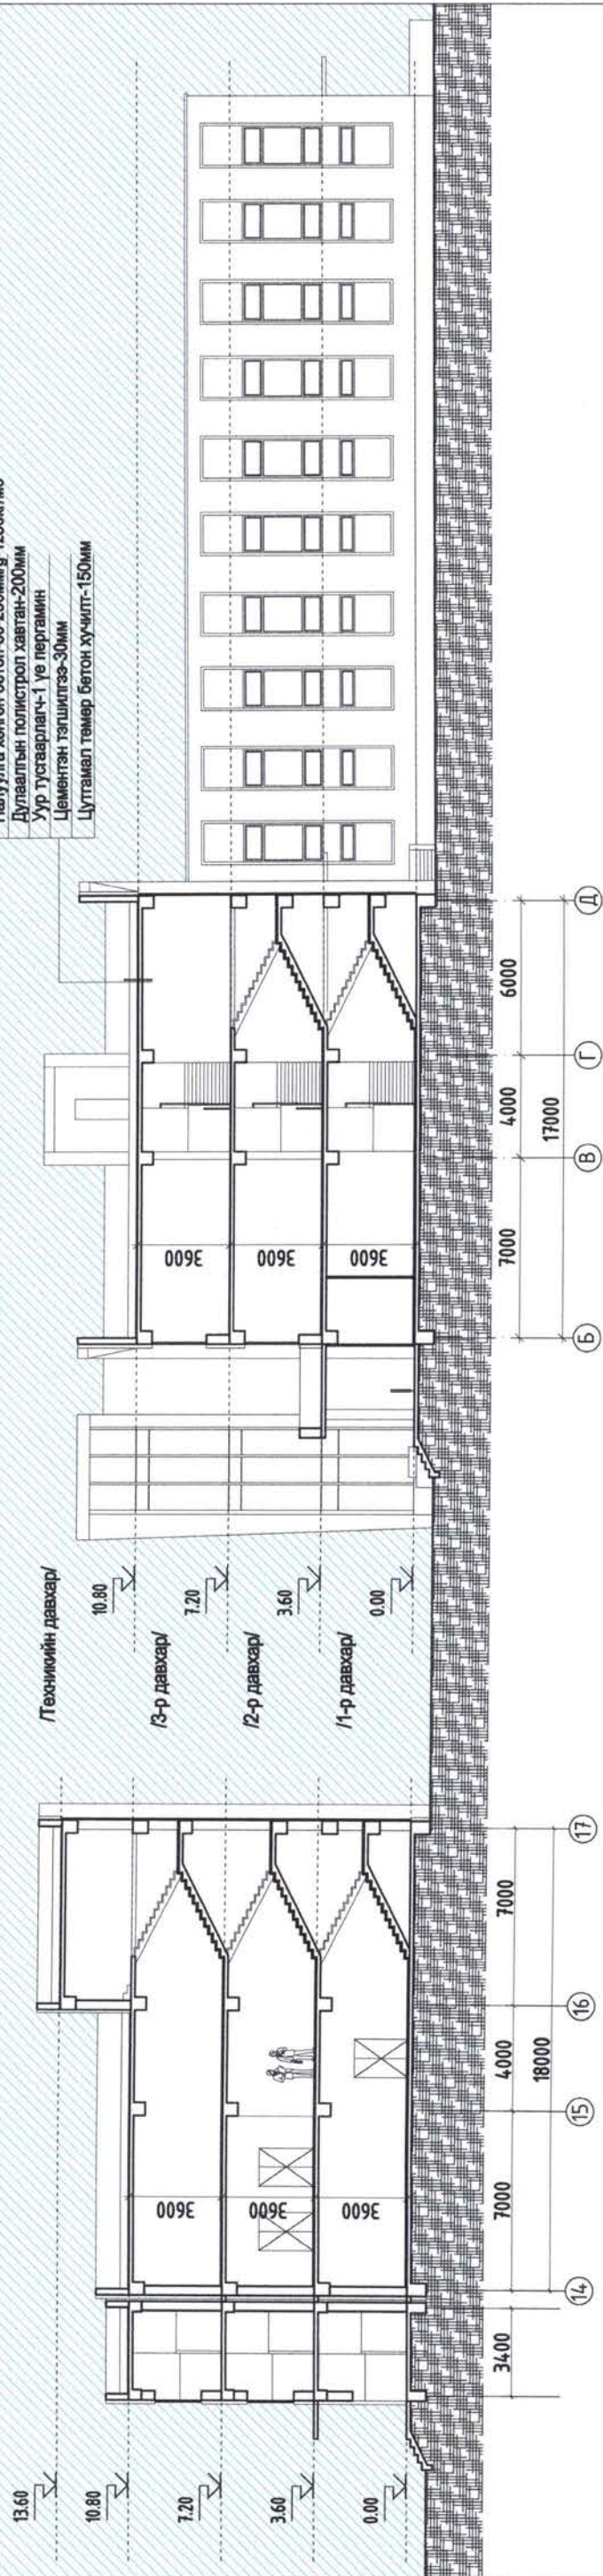 Дулаалтын полистрол хавтан-200мм
Уур тусгаарлагч-1 үе пергамин
Цементэн тэгшилгээ-30мм
Цутгамал төмөр бетон хучилт-150мм
13.60
10.80
7.20
3.60
0.00
3600
3600
3600
3400
7000
4000
7000
18000
14
15
16
17
/Техникийн давхар/
10.80
/3-р давхар/
7.20
/2-р давхар/
3.60
/1-р давхар/
0.00
3600
3600
3600
7000
4000
6000
17000
Б
В
Г
Д